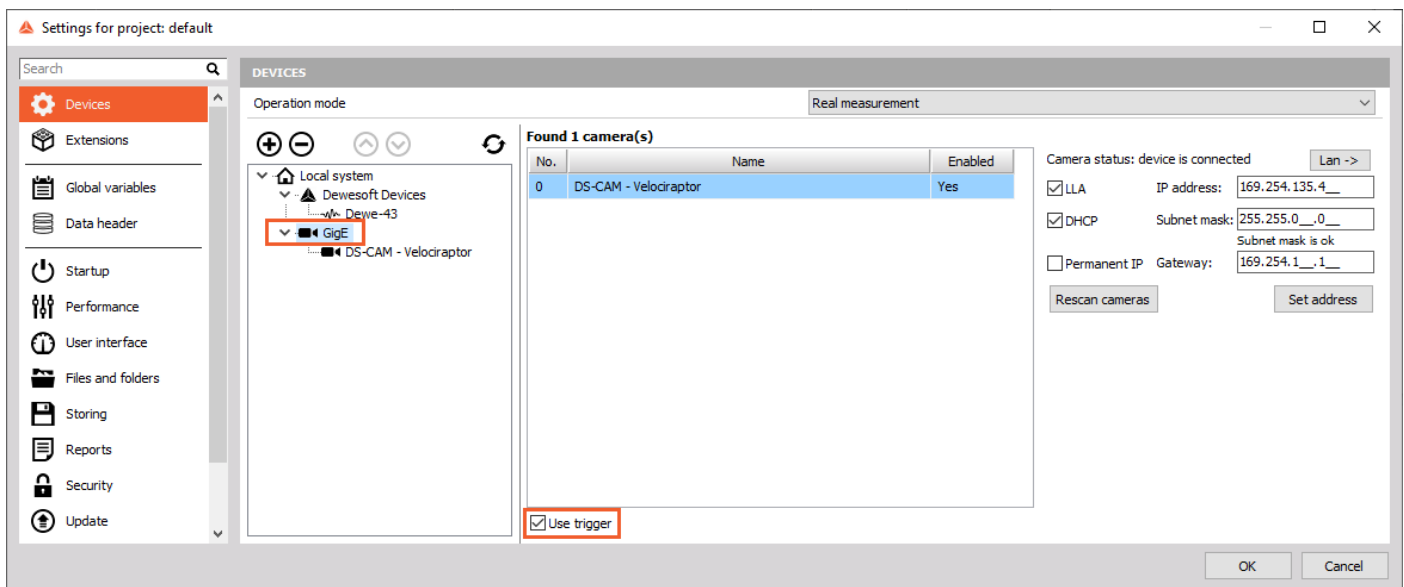 Settings for project: default
Search
Devices
Extensions
Global variables
Data header
Startup
Performance
User interface
Files and folders
Storing
Reports
Security
Update
DEVICES
Operation mode
Real measurement
Local system
Dewesoft Devices
Dewe-43
GigE
DS-CAM - Velociraptor
Found 1 camera(s)
No. Name Enabled
0 DS-CAM - Velociraptor Yes
Use trigger
Camera status: device is connected Lan ->
LLA IP address: 169.254.135.4__
DHCP Subnet mask: 255.255.0__.0__
Subnet mask is ok
Permanent IP Gateway: 169.254.1__.1__
Rescan cameras Set address
OK Cancel